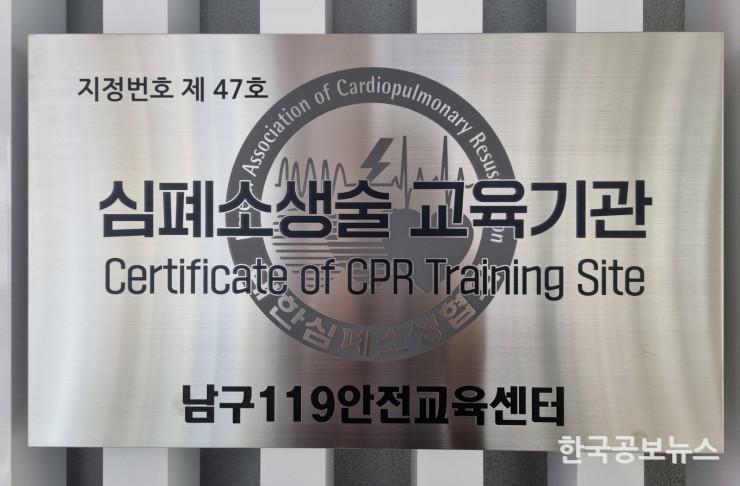 지정번호 제 47호
Association of Cardiopulmonary
심폐소생술 교육기관
Certificate of CPR Training Site
한심폐소생협
남구119안전교육센터
한국공보뉴스